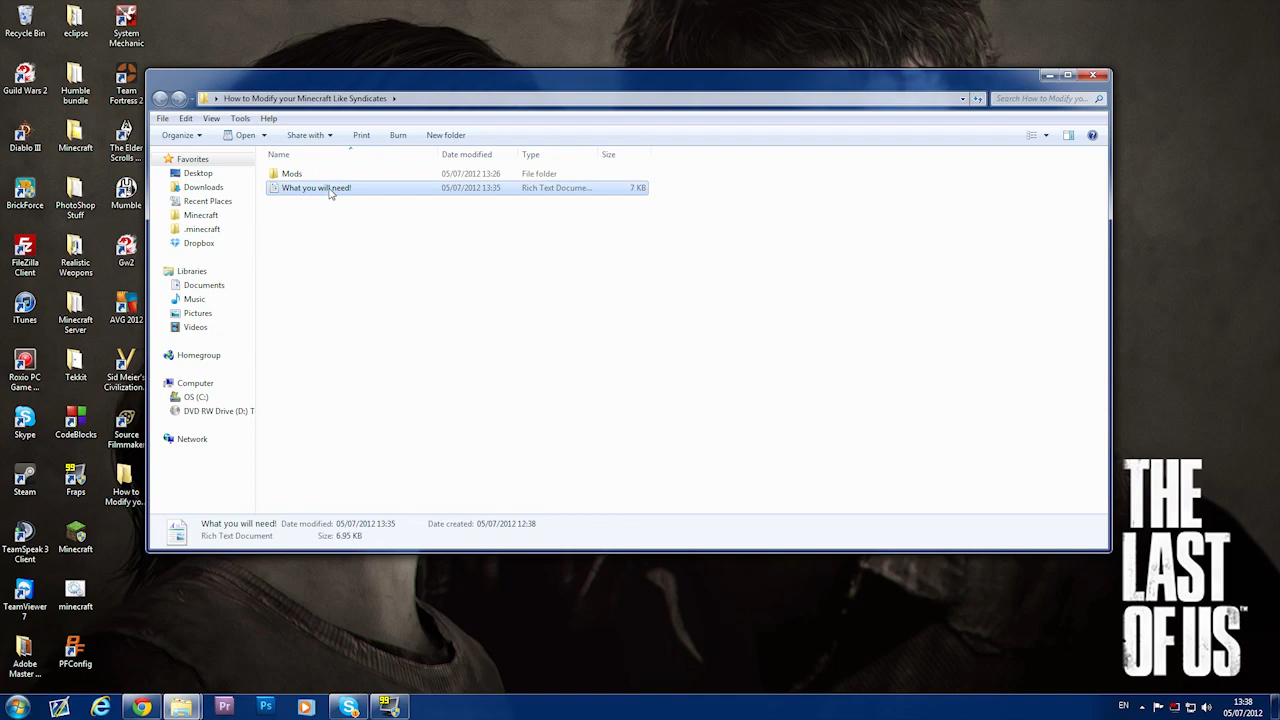 Recycle Bin
eclipse
System
Mechanic
Guild Wars 2
Humble
bundle
Team
Fortress 2
Diablo III
Minecraft
The Elder
Scrolls ...
BrickForce
PhotoShop
Stuff
Mumble
FileZilla
Client
Realistic
Weapons
Gw2
iTunes
Minecraft
Server
AVG 2012
Roxio PC
Game ...
Tekkit
Sid Meier's
Civilization...
Skype
CodeBlocks
Source
Filmmaker
Steam
Fraps
How to
Modify yo...
TeamSpeak 3
Client
Minecraft
TeamViewer
7
minecraft
Adobe
Master ...
PFConfig
How to Modify your Minecraft Like Syndicates
Search How to Modify yo...
File Edit View Tools Help
Organize Open Share with Print Burn New folder
Name Date modified Type Size
Favorites
Desktop
Downloads
Recent Places
Minecraft
.minecraft
Dropbox
Libraries
Documents
Music
Pictures
Videos
Homegroup
Computer
OS (C:)
DVD RW Drive (D:) T
Network
Mods 05/07/2012 13:26 File folder
What you will need! 05/07/2012 13:35 Rich Text Docume... 7 KB
What you will need! Date modified: 05/07/2012 13:35 Date created: 05/07/2012 12:38
Rich Text Document Size: 6.95 KB
THE
LAST
OF US™
99
Pr
Ps
99
EN
13:38
05/07/2012